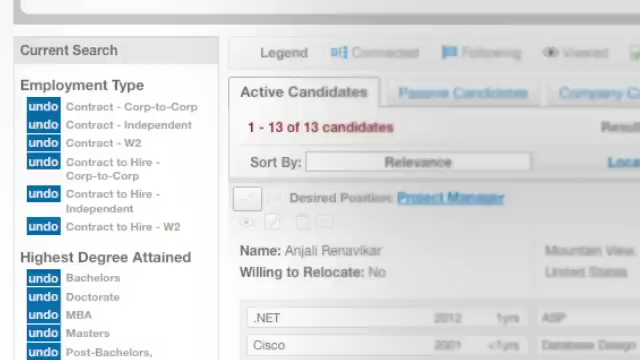 Current Search
Employment Type
undo Contract - Corp-to-Corp
undo Contract - Independent
undo Contract - W2
undo Contract to Hire -
Corp-to-Corp
undo Contract to Hire -
Independent
undo Contract to Hire - W2
Highest Degree Attained
undo Bachelors
undo Doctorate
undo MBA
undo Masters
undo Post-Bachelors,
Legend Connected Following Viewed
Active Candidates Passive Candidates Company
1 - 13 of 13 candidates
Sort By: Relevance
Desired Position: Project Manager
Name: Anjali Renavikar Mountain View,
Willing to Relocate: No United States
.NET 2012 1yrs ASP
Cisco 2001 <1yrs Database Design